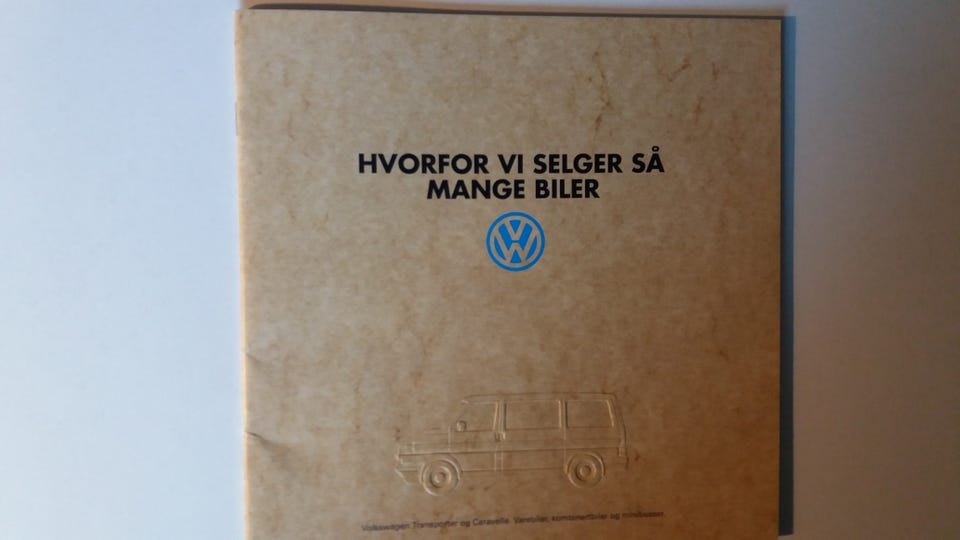 HVORFOR VI SELGER SÅ
MANGE BILER
VW
Volkswagen Transporter og Caravelle. Varebiler, kombinertbiler og minibusser.